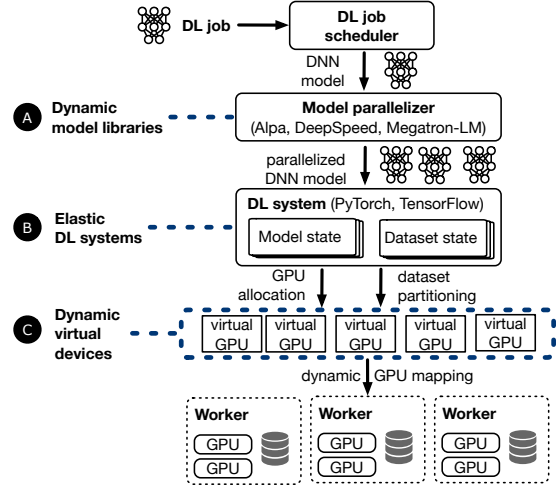 DL job
DL job
scheduler
DNN
model
A
Dynamic
model libraries
Model parallelizer
(Alpa, DeepSpeed, Megatron-LM)
parallelized
DNN model
B
Elastic
DL systems
DL system (PyTorch, TensorFlow)
Model state
Dataset state
GPU
allocation
dataset
partitioning
C
Dynamic
virtual
devices
virtual
GPU
virtual
GPU
virtual
GPU
virtual
GPU
virtual
GPU
dynamic GPU mapping
Worker
GPU
GPU
Worker
GPU
GPU
Worker
GPU
GPU